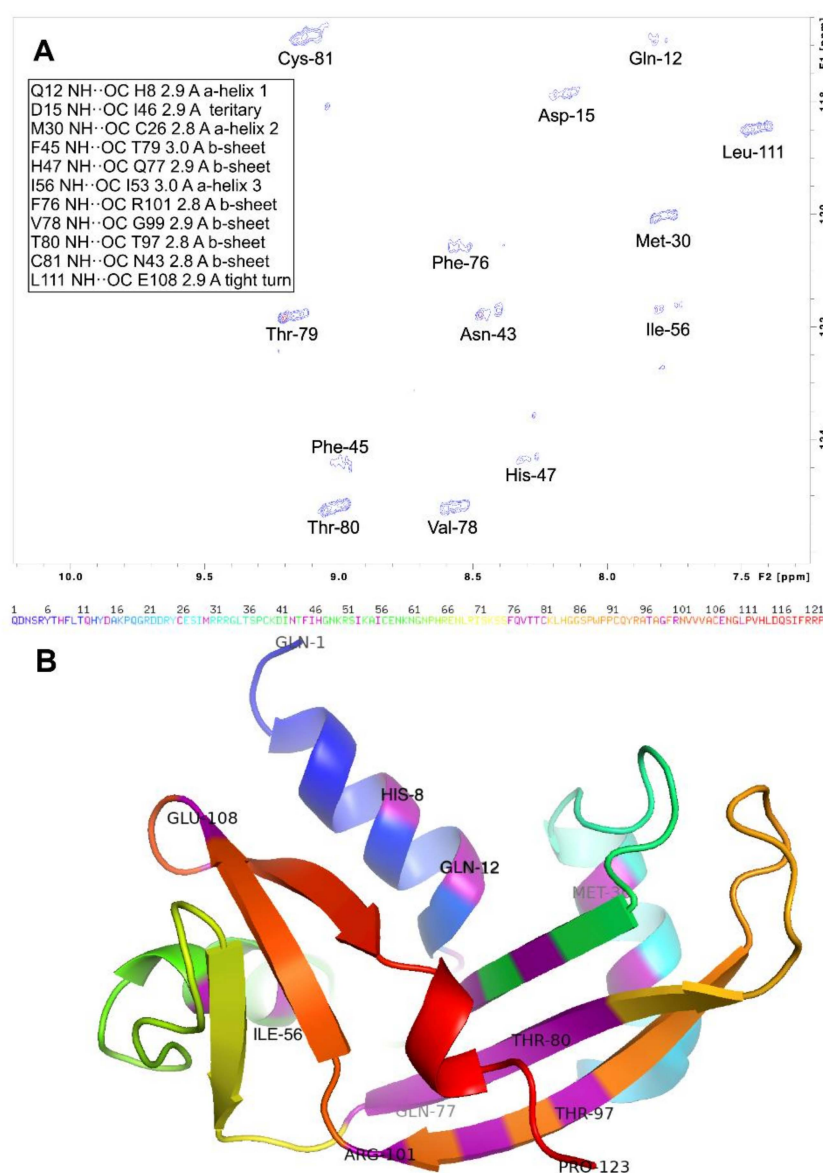 A
F1 [ppm]
Cys-81
Gln-12
Q12 NH··OC H8 2.9 A a-helix 1
D15 NH··OC I46 2.9 A teritary
M30 NH··OC C26 2.8 A a-helix 2
F45 NH··OC T79 3.0 A b-sheet
H47 NH··OC Q77 2.9 A b-sheet
I56 NH··OC I53 3.0 A a-helix 3
F76 NH··OC R101 2.8 A b-sheet
V78 NH··OC G99 2.9 A b-sheet
T80 NH··OC T97 2.8 A b-sheet
C81 NH··OC N43 2.8 A b-sheet
L111 NH··OC E108 2.9 A tight turn
118
Asp-15
Leu-111
120
Met-30
Phe-76
122
Thr-79
Asn-43
Ile-56
124
Phe-45
His-47
Thr-80
Val-78
10.0 9.5 9.0 8.5 8.0 7.5 F2 [ppm]
1 6 11 16 21 26 31 36 41 46 51 56 61 66 71 76 81 86 91 96 101 106 111 116 121
QDNSRYTHFLTQHYDAKPQGRDDRYCESIMRRRGLTSPCKDINTFIHGNKRSIKAICENKNGNPHRENLRISKSSFQVTTCKLHGGSPWPPCQYRATAGFRNVVVACENGLPVHLDQSIFRRP
B
GLN-1
HIS-8
GLU-108
GLN-12
ILE-56
THR-80
GLN-77
THR-97
ARG-101
PRO-123